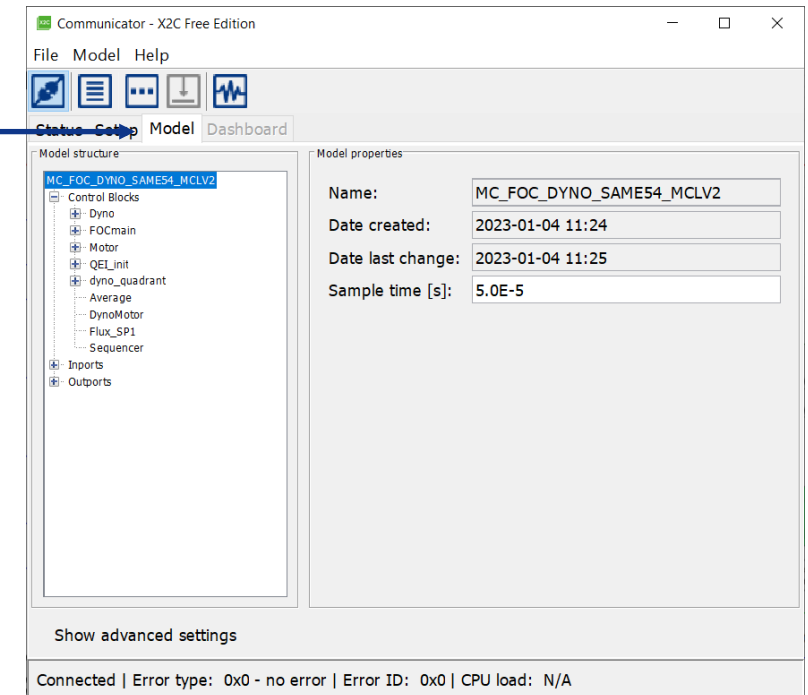 Communicator - X2C Free Edition
File Model Help
Status Setup Model Dashboard
Model structure
MC_FOC_DYNO_SAME54_MCLV2
Control Blocks
Dyno
FOCmain
Motor
QEI_init
dyno_quadrant
Average
DynoMotor
Flux_SP1
Sequencer
Inports
Outports
Model properties
Name: MC_FOC_DYNO_SAME54_MCLV2
Date created: 2023-01-04 11:24
Date last change: 2023-01-04 11:25
Sample time [s]: 5.0E-5
Show advanced settings
Connected | Error type: 0x0 - no error | Error ID: 0x0 | CPU load: N/A